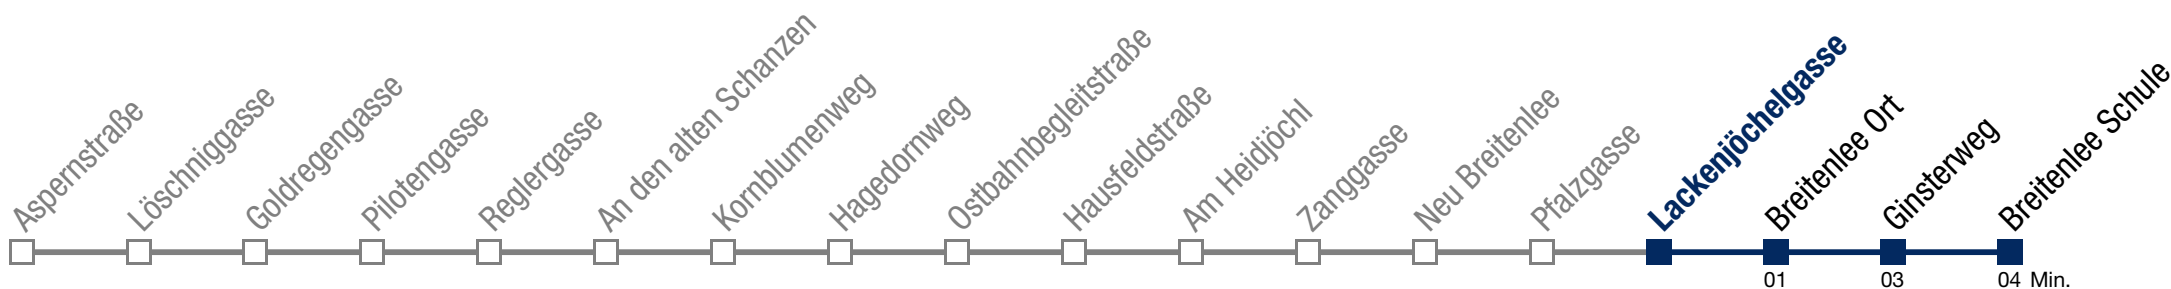 Aspernstraße
Löschniggasse
Goldregengasse
Pilotengasse
Reglergasse
An den alten Schanzen
Kornblumenweg
Hagedornweg
Ostbahnbegleitstraße
Hausfeldstraße
Am Heidjöchl
Zanggasse
Neu Breitenlee
Pfalzgasse
Lackenjöchelgasse
Breitenlee Ort
Ginsterweg
Breitenlee Schule
01 03 04 Min.